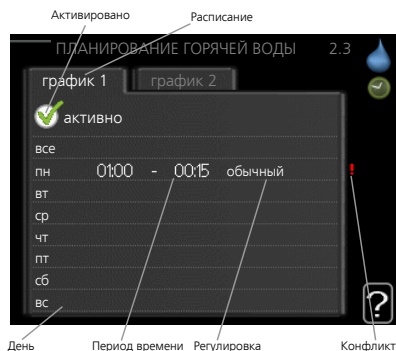 Активировано Расписание
ПЛАНИРОВАНИЕ ГОРЯЧЕЙ ВОДЫ 2.3
график 1 график 2
активно
все
пн 01:00 - 00:15 обычный !
вт
ср
чт
пт
сб
вс
?
День Период времени Регулировка Конфликт